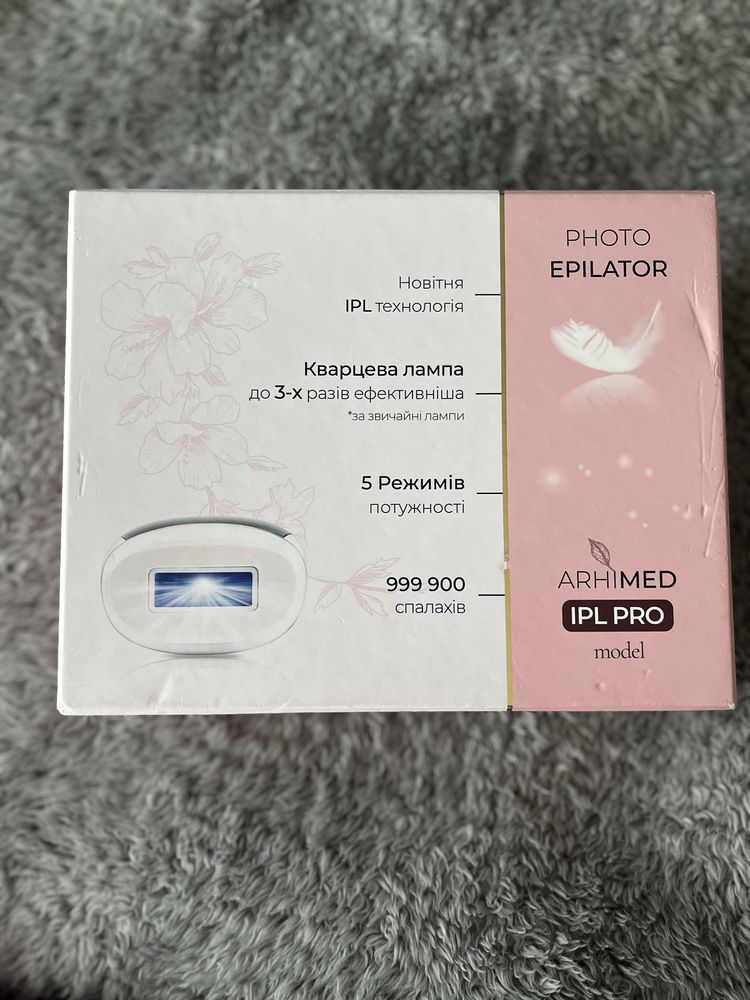 Новітня
IPL технологія
Кварцева лампа
до 3-х разів ефективніша
*за звичайні лампи
5 Режимів
потужності
999 900
спалахів
PHOTO
EPILATOR
ARHIMED
IPL PRO
model